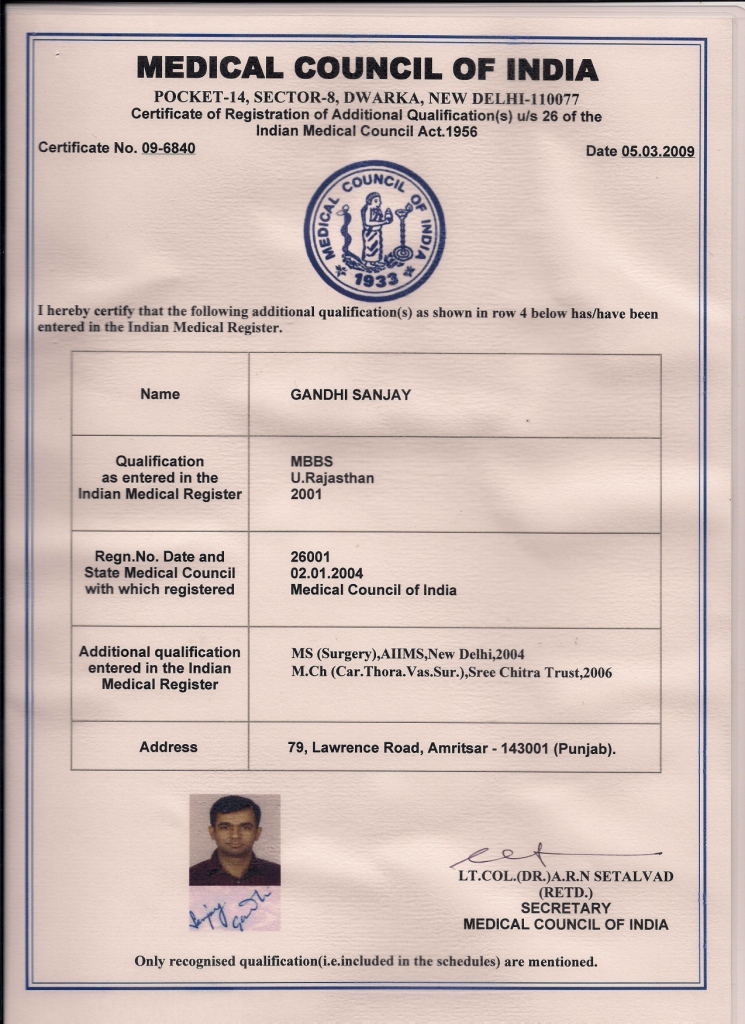 MEDICAL COUNCIL OF INDIA
POCKET-14, SECTOR-8, DWARKA, NEW DELHI-110077
Certificate of Registration of Additional Qualification(s) u/s 26 of the
Indian Medical Council Act.1956
Certificate No. 09-6840
Date 05.03.2009
MEDICAL COUNCIL OF INDIA
1933
I hereby certify that the following additional qualification(s) as shown in row 4 below has/have been
entered in the Indian Medical Register.
Name
GANDHI SANJAY
Qualification
as entered in the
Indian Medical Register
MBBS
U.Rajasthan
2001
Regn.No. Date and
State Medical Council
with which registered
26001
02.01.2004
Medical Council of India
Additional qualification
entered in the Indian
Medical Register
MS (Surgery),AIIMS,New Delhi,2004
M.Ch (Car.Thora.Vas.Sur.),Sree Chitra Trust,2006
Address
79, Lawrence Road, Amritsar - 143001 (Punjab).
Sanjay
Gandhi
LT.COL.(DR.)A.R.N SETALVAD
(RETD.)
SECRETARY
MEDICAL COUNCIL OF INDIA
Only recognised qualification(i.e.included in the schedules) are mentioned.